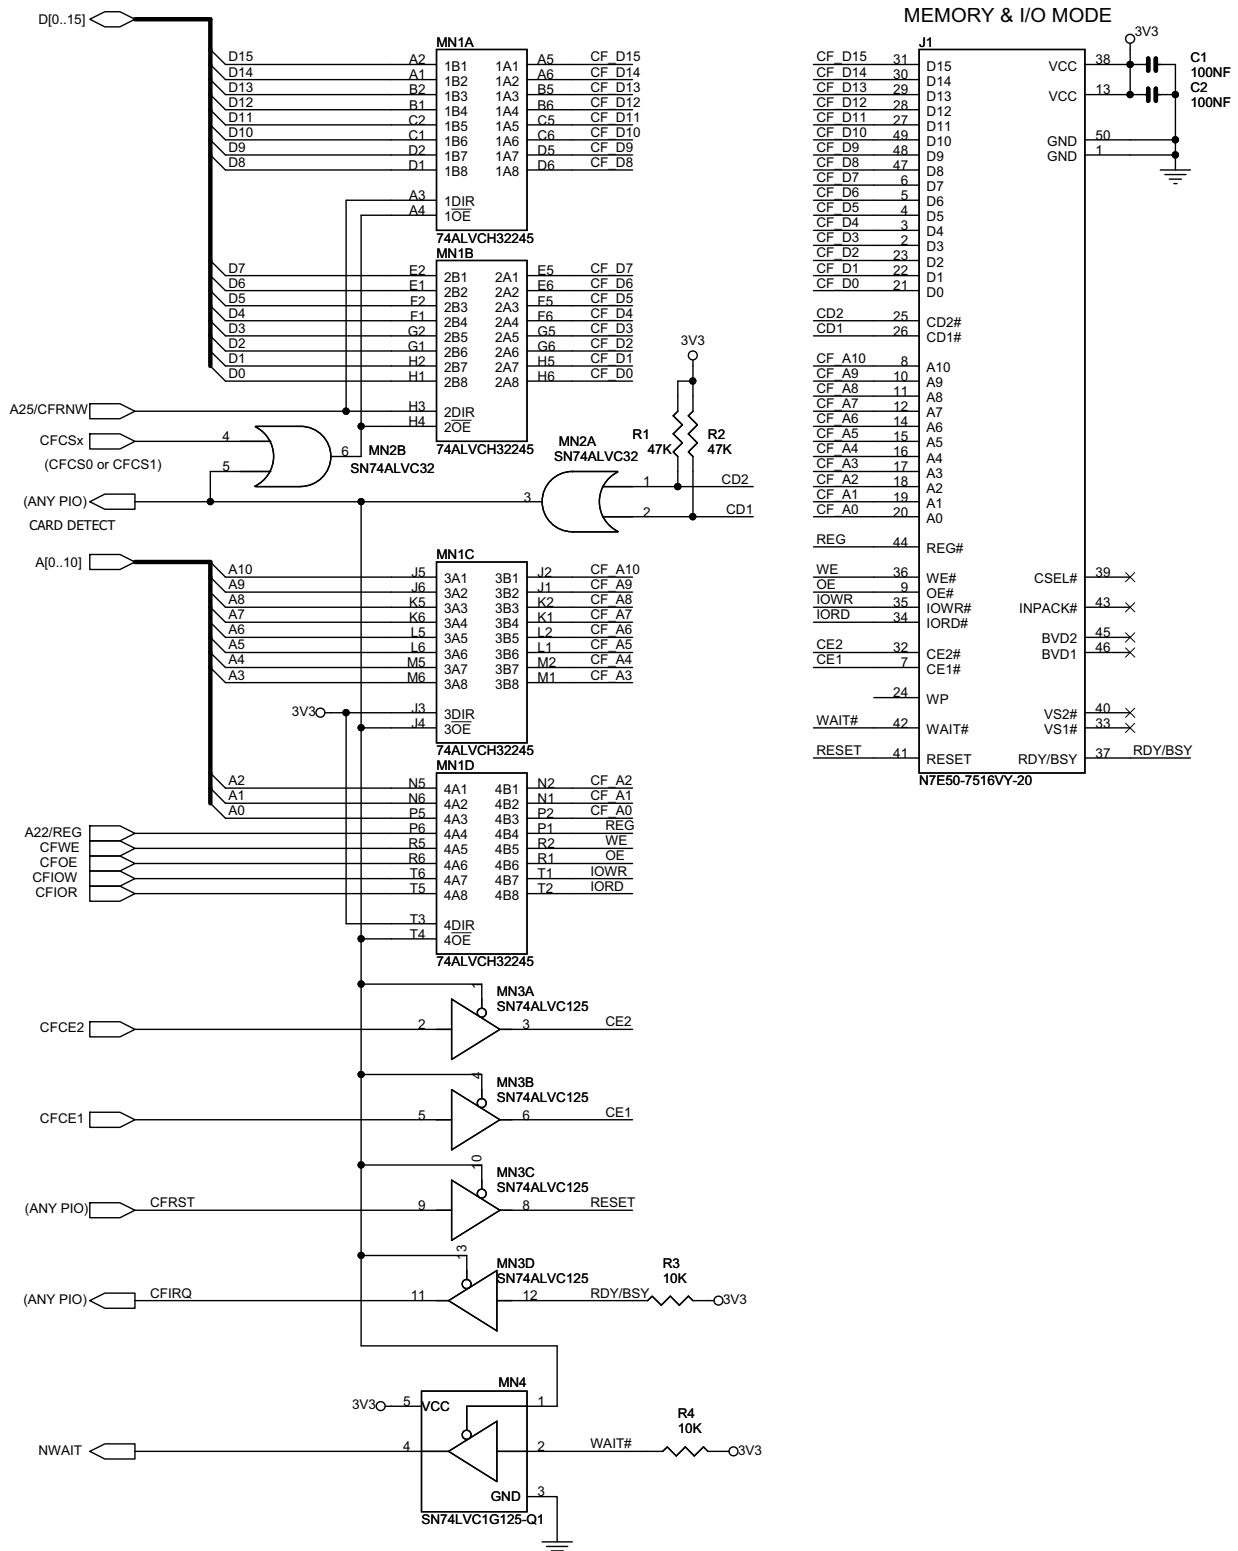 MEMORY & I/O MODE
D[0..15]
MN1A
D15 A2 1B1 1A1 A5 CF_D15
D14 A1 1B2 1A2 A6 CF_D14
D13 B2 1B3 1A3 B5 CF_D13
D12 B1 1B4 1A4 B6 CF_D12
D11 C2 1B5 1A5 C5 CF_D11
D10 C1 1B6 1A6 C6 CF_D10
D9 D2 1B7 1A7 D5 CF_D9
D8 D1 1B8 1A8 D6 CF_D8
A3 1DIR
A4 1OE
74ALVCH32245
MN1B
D7 E2 2B1 2A1 E5 CF_D7
D6 E1 2B2 2A2 E6 CF_D6
D5 F2 2B3 2A3 F5 CF_D5
D4 F1 2B4 2A4 F6 CF_D4
D3 G2 2B5 2A5 G5 CF_D3
D2 G1 2B6 2A6 G6 CF_D2
D1 H2 2B7 2A7 H5 CF_D1
D0 H1 2B8 2A8 H6 CF_D0
A25/CFRNW H3 2DIR
H4 2OE
74ALVCH32245
CFCSx 4
(CFCS0 or CFCS1) 5
6 MN2B
SN74ALVC32
3V3
R1 47K
R2 47K
MN2A
SN74ALVC32
1 CD2
2 CD1
3
(ANY PIO)
CARD DETECT
A[0..10]
MN1C
A10 J5 3A1 3B1 J2 CF_A10
A9 J6 3A2 3B2 J1 CF_A9
A8 K5 3A3 3B3 K2 CF_A8
A7 K6 3A4 3B4 K1 CF_A7
A6 L5 3A5 3B5 L2 CF_A6
A5 L6 3A6 3B6 L1 CF_A5
A4 M5 3A7 3B7 M2 CF_A4
A3 M6 3A8 3B8 M1 CF_A3
3V3 J3 3DIR
J4 3OE
74ALVCH32245
MN1D
A2 N5 4A1 4B1 N2 CF_A2
A1 N6 4A2 4B2 N1 CF_A1
A0 P5 4A3 4B3 P2 CF_A0
A22/REG P6 4A4 4B4 P1 REG
CFWE R5 4A5 4B5 R2 WE
CFOE R6 4A6 4B6 R1 OE
CFIOW T6 4A7 4B7 T1 IOWR
CFIOR T5 4A8 4B8 T2 IORD
T3 4DIR
T4 4OE
74ALVCH32245
1 MN3A
SN74ALVC125
CFCE2 2 3 CE2
4 MN3B
SN74ALVC125
CFCE1 5 6 CE1
10 MN3C
SN74ALVC125
(ANY PIO) CFRST 9 8 RESET
13 MN3D
SN74ALVC125
(ANY PIO) CFIRQ 11 12 RDY/BSY
R3
10K
3V3
MN4
3V3 5 VCC 1
NWAIT 4 2 WAIT#
R4
10K
3V3
GND 3
SN74LVC1G125-Q1
J1
CF_D15 31 D15
CF_D14 30 D14
CF_D13 29 D13
CF_D12 28 D12
CF_D11 27 D11
CF_D10 49 D10
CF_D9 48 D9
CF_D8 47 D8
CF_D7 6 D7
CF_D6 5 D6
CF_D5 4 D5
CF_D4 3 D4
CF_D3 2 D3
CF_D2 23 D2
CF_D1 22 D1
CF_D0 21 D0
CD2 25 CD2#
CD1 26 CD1#
CF_A10 8 A10
CF_A9 10 A9
CF_A8 11 A8
CF_A7 12 A7
CF_A6 14 A6
CF_A5 15 A5
CF_A4 16 A4
CF_A3 17 A3
CF_A2 18 A2
CF_A1 19 A1
CF_A0 20 A0
REG 44 REG#
WE 36 WE#
OE 9 OE#
IOWR 35 IOWR#
IORD 34 IORD#
CE2 32 CE2#
CE1 7 CE1#
24 WP
WAIT# 42 WAIT#
RESET 41 RESET
3V3
VCC 38
VCC 13
C1
100NF
C2
100NF
GND 50
GND 1
CSEL# 39
INPACK# 43
BVD2 45
BVD1 46
VS2# 40
VS1# 33
RDY/BSY 37 RDY/BSY
N7E50-7516VY-20